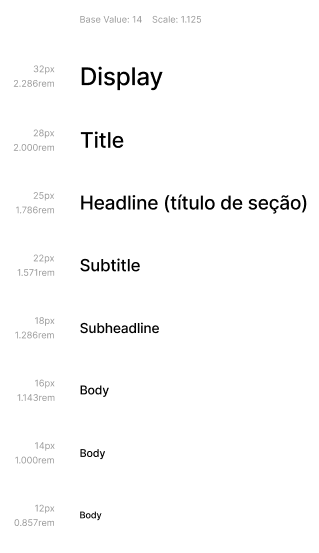 Base Value: 14    Scale: 1.125
32px
2.286rem
Display
28px
2.000rem
Title
25px
1.786rem
Headline (título de seção)
22px
1.571rem
Subtitle
18px
1.286rem
Subheadline
16px
1.143rem
Body
14px
1.000rem
Body
12px
0.857rem
Body